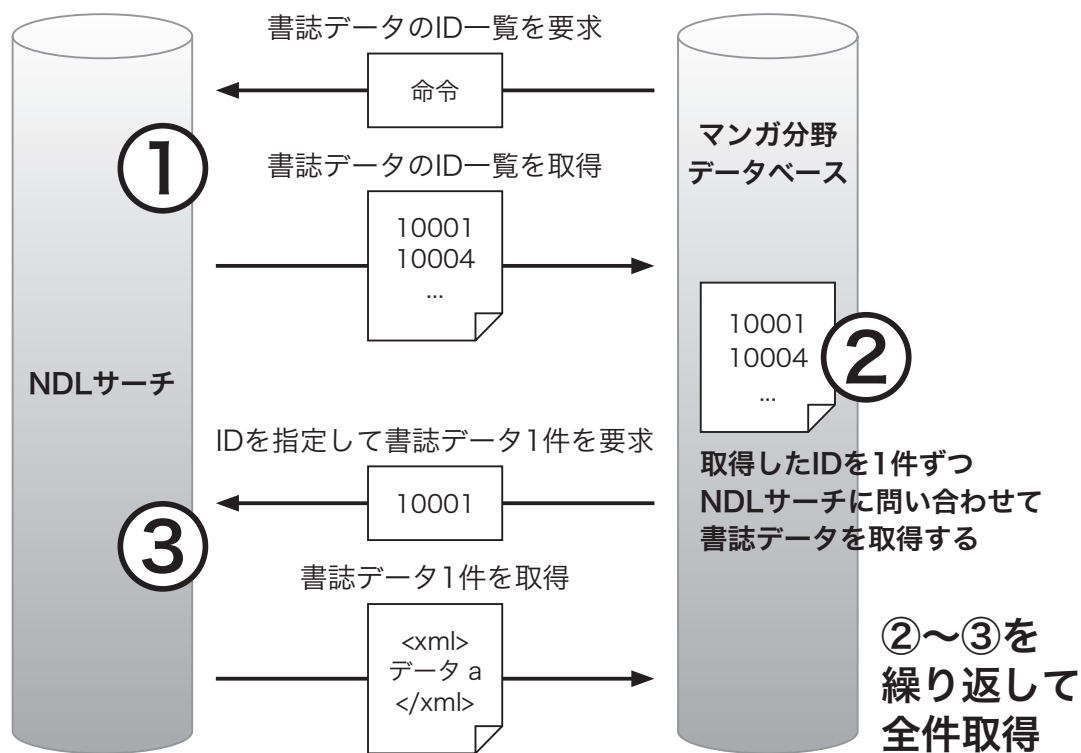 書誌データのID一覧を要求
命令
マンガ分野
データベース
①
書誌データのID一覧を取得
10001
10004
...
NDLサーチ
10001
10004
...
②
取得したIDを1件ずつ
NDLサーチに問い合わせて
書誌データを取得する
IDを指定して書誌データ1件を要求
10001
③
書誌データ1件を取得
<xml>
データ a
</xml>
②〜③を
繰り返して
全件取得